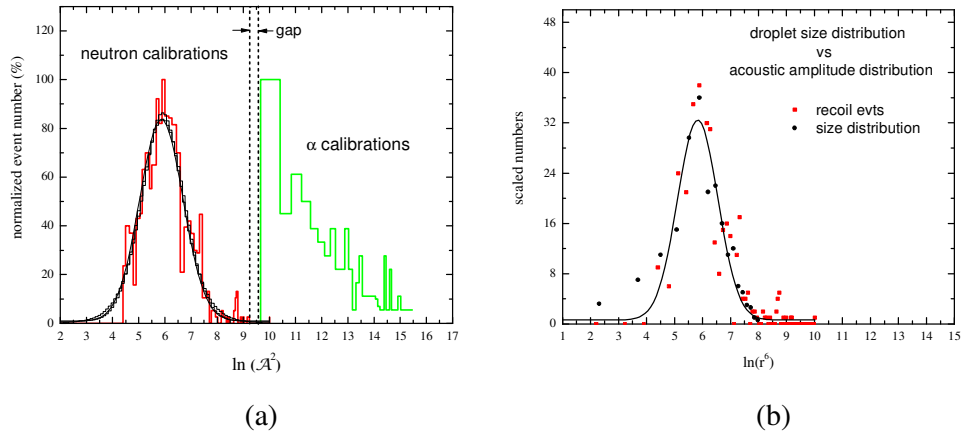 120
100
80
60
40
20
0
normalized event number (%)
neutron calibrations
gap
α calibrations
2 3 4 5 6 7 8 9 10 11 12 13 14 15 16 17
ln (𝒜²)
(a)
48
40
32
24
16
8
0
scaled numbers
droplet size distribution
vs
acoustic amplitude distribution
recoil evts
size distribution
1 2 3 4 5 6 7 8 9 10 11 12 13 14 15
ln(r⁶)
(b)